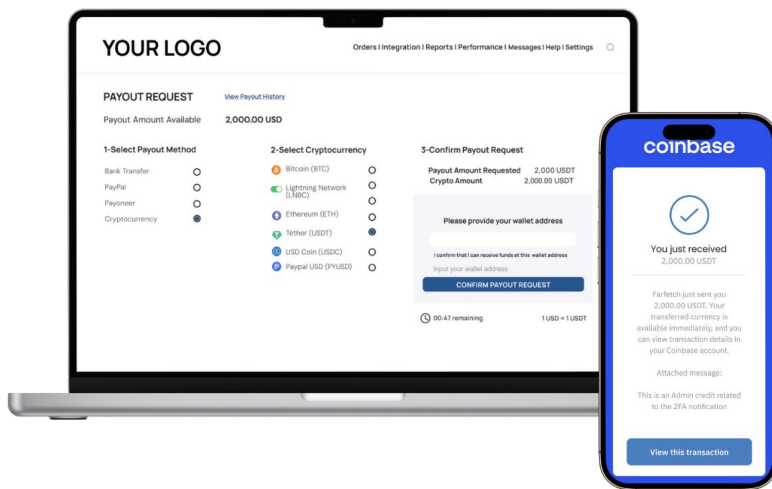 YOUR LOGO
Orders I Integration I Reports I Performance I Messages I Help I Settings
PAYOUT REQUEST
View Payout History
Payout Amount Available
2,000.00 USD
1-Select Payout Method
Bank Transfer
PayPal
Payoneer
Cryptocurrency
2-Select Cryptocurrency
Bitcoin (BTC)
Lightning Network
(LNBC)
Ethereum (ETH)
Tether (USDT)
USD Coin (USDC)
Paypal USD (PYUSD)
3-Confirm Payout Request
Payout Amount Requested 2,000 USDT
Crypto Amount 2,000.00 USDT
Please provide your wallet address
I confirm that I can receive funds at this wallet address
Input your wallet address
CONFIRM PAYOUT REQUEST
00:47 remaining
1 USD = 1 USDT
coinbase
You just received
2,000.00 USDT
Farfetch just sent you
2,000.00 USDT. Your
transferred currency is
available immediately, and you
can view transaction details in
your Coinbase account.
Attached message:
This is an Admin credit related
to the 2FA notification
View this transaction